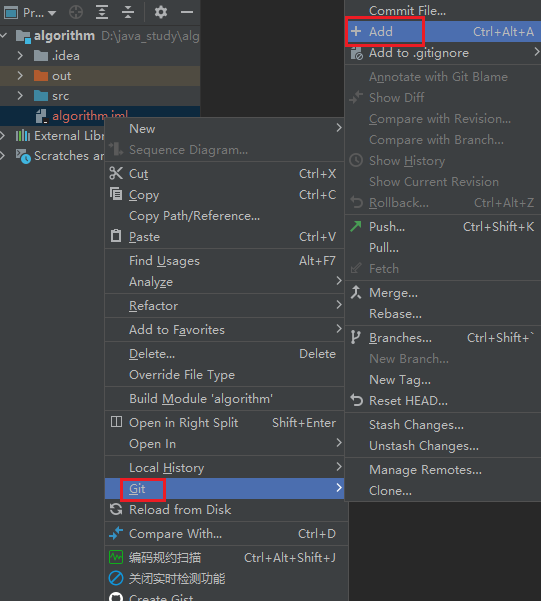 Pr...
algorithm D:\java_study\alg
.idea
out
src
algorithm.iml
External Libr
Scratches an
New
Sequence Diagram...
Cut Ctrl+X
Copy Ctrl+C
Copy Path/Reference...
Paste Ctrl+V
Find Usages Alt+F7
Analyze
Refactor
Add to Favorites
Delete... Delete
Override File Type
Build Module 'algorithm'
Open in Right Split Shift+Enter
Open In
Local History
Git
Reload from Disk
Compare With... Ctrl+D
编码规约扫描 Ctrl+Alt+Shift+J
关闭实时检测功能
Create Gist...
Commit File...
Add Ctrl+Alt+A
Add to .gitignore
Annotate with Git Blame
Show Diff
Compare with Revision...
Compare with Branch...
Show History
Show Current Revision
Rollback... Ctrl+Alt+Z
Push... Ctrl+Shift+K
Pull...
Fetch
Merge...
Rebase...
Branches... Ctrl+Shift+`
New Branch...
New Tag...
Reset HEAD...
Stash Changes...
Unstash Changes...
Manage Remotes...
Clone...